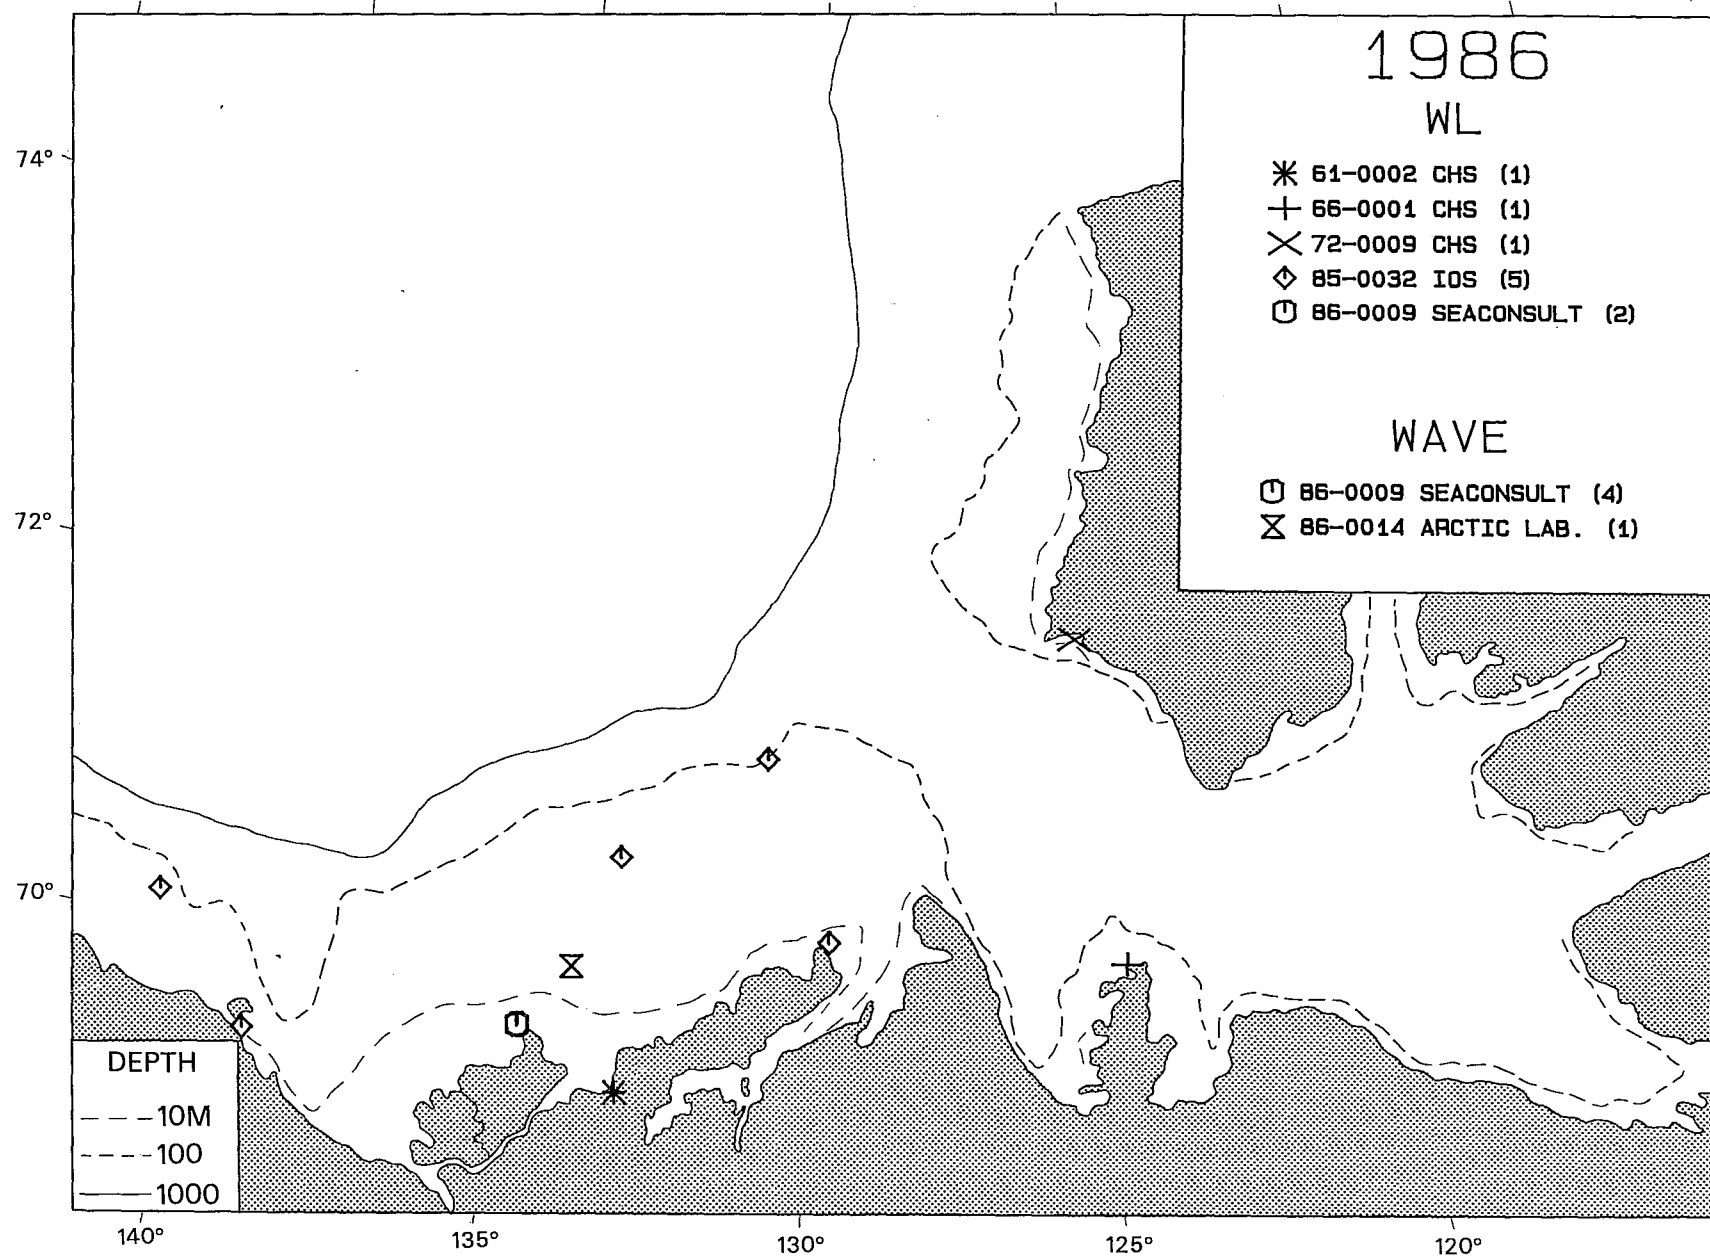 1986
WL
61-0002 CHS (1)
66-0001 CHS (1)
72-0009 CHS (1)
85-0032 IOS (5)
86-0009 SEACONSULT (2)
WAVE
86-0009 SEACONSULT (4)
86-0014 ARCTIC LAB. (1)
74°
72°
70°
DEPTH
10M
100
1000
140°
135°
130°
125°
120°